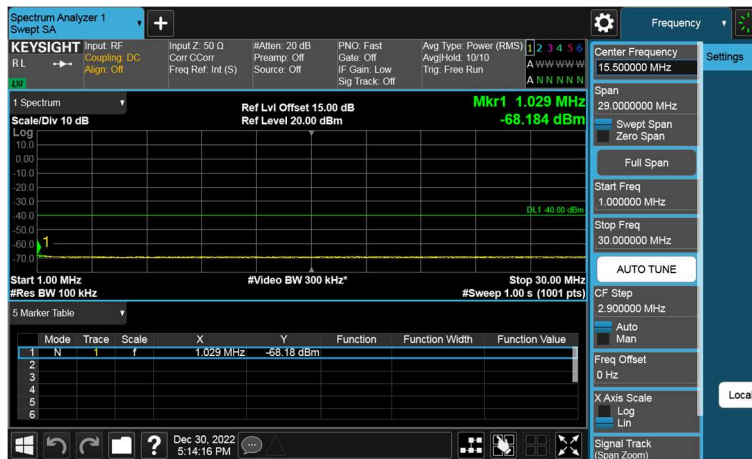 Spectrum Analyzer 1
Swept SA
Frequency
KEYSIGHT
RL
Input: RF
Coupling: DC
Align: Off
Input Z: 50 Ω
Corr CCorr
Freq Ref: Int (S)
#Atten: 20 dB
Preamp: Off
Source: Off
PNO: Fast
Gate: Off
IF Gain: Low
Sig Track: Off
Avg Type: Power (RMS)
Avg|Hold: 10/10
Trig: Free Run
1 2 3 4 5 6
A W W W W W
A N N N N N
LXI
1 Spectrum
Scale/Div 10 dB
Ref Lvl Offset 15.00 dB
Ref Level 20.00 dBm
Mkr1 1.029 MHz
-68.184 dBm
Log
10.0
0.00
-10.0
-20.0
-30.0
-40.0
-50.0
-60.0
-70.0
DL1 -40.00 dBm
1
Start 1.00 MHz
#Res BW 100 kHz
#Video BW 300 kHz*
Stop 30.00 MHz
#Sweep 1.00 s (1001 pts)
5 Marker Table
Mode Trace Scale X Y Function Function Width Function Value
1 N 1 f 1.029 MHz -68.18 dBm
2
3
4
5
6
Dec 30, 2022
5:14:16 PM
Center Frequency
15.500000 MHz
Settings
Span
29.0000000 MHz
Swept Span
Zero Span
Full Span
Start Freq
1.000000 MHz
Stop Freq
30.000000 MHz
AUTO TUNE
CF Step
2.900000 MHz
Auto
Man
Freq Offset
0 Hz
X Axis Scale
Log
Lin
Local
Signal Track
(Span Zoom)